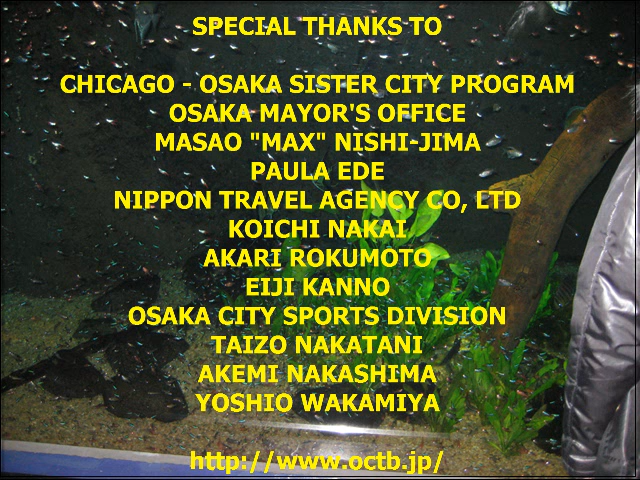 SPECIAL THANKS TO
CHICAGO - OSAKA SISTER CITY PROGRAM
OSAKA MAYOR'S OFFICE
MASAO "MAX" NISHI-JIMA
PAULA EDE
NIPPON TRAVEL AGENCY CO, LTD
KOICHI NAKAI
AKARI ROKUMOTO
EIJI KANNO
OSAKA CITY SPORTS DIVISION
TAIZO NAKATANI
AKEMI NAKASHIMA
YOSHIO WAKAMIYA
http://www.octb.jp/